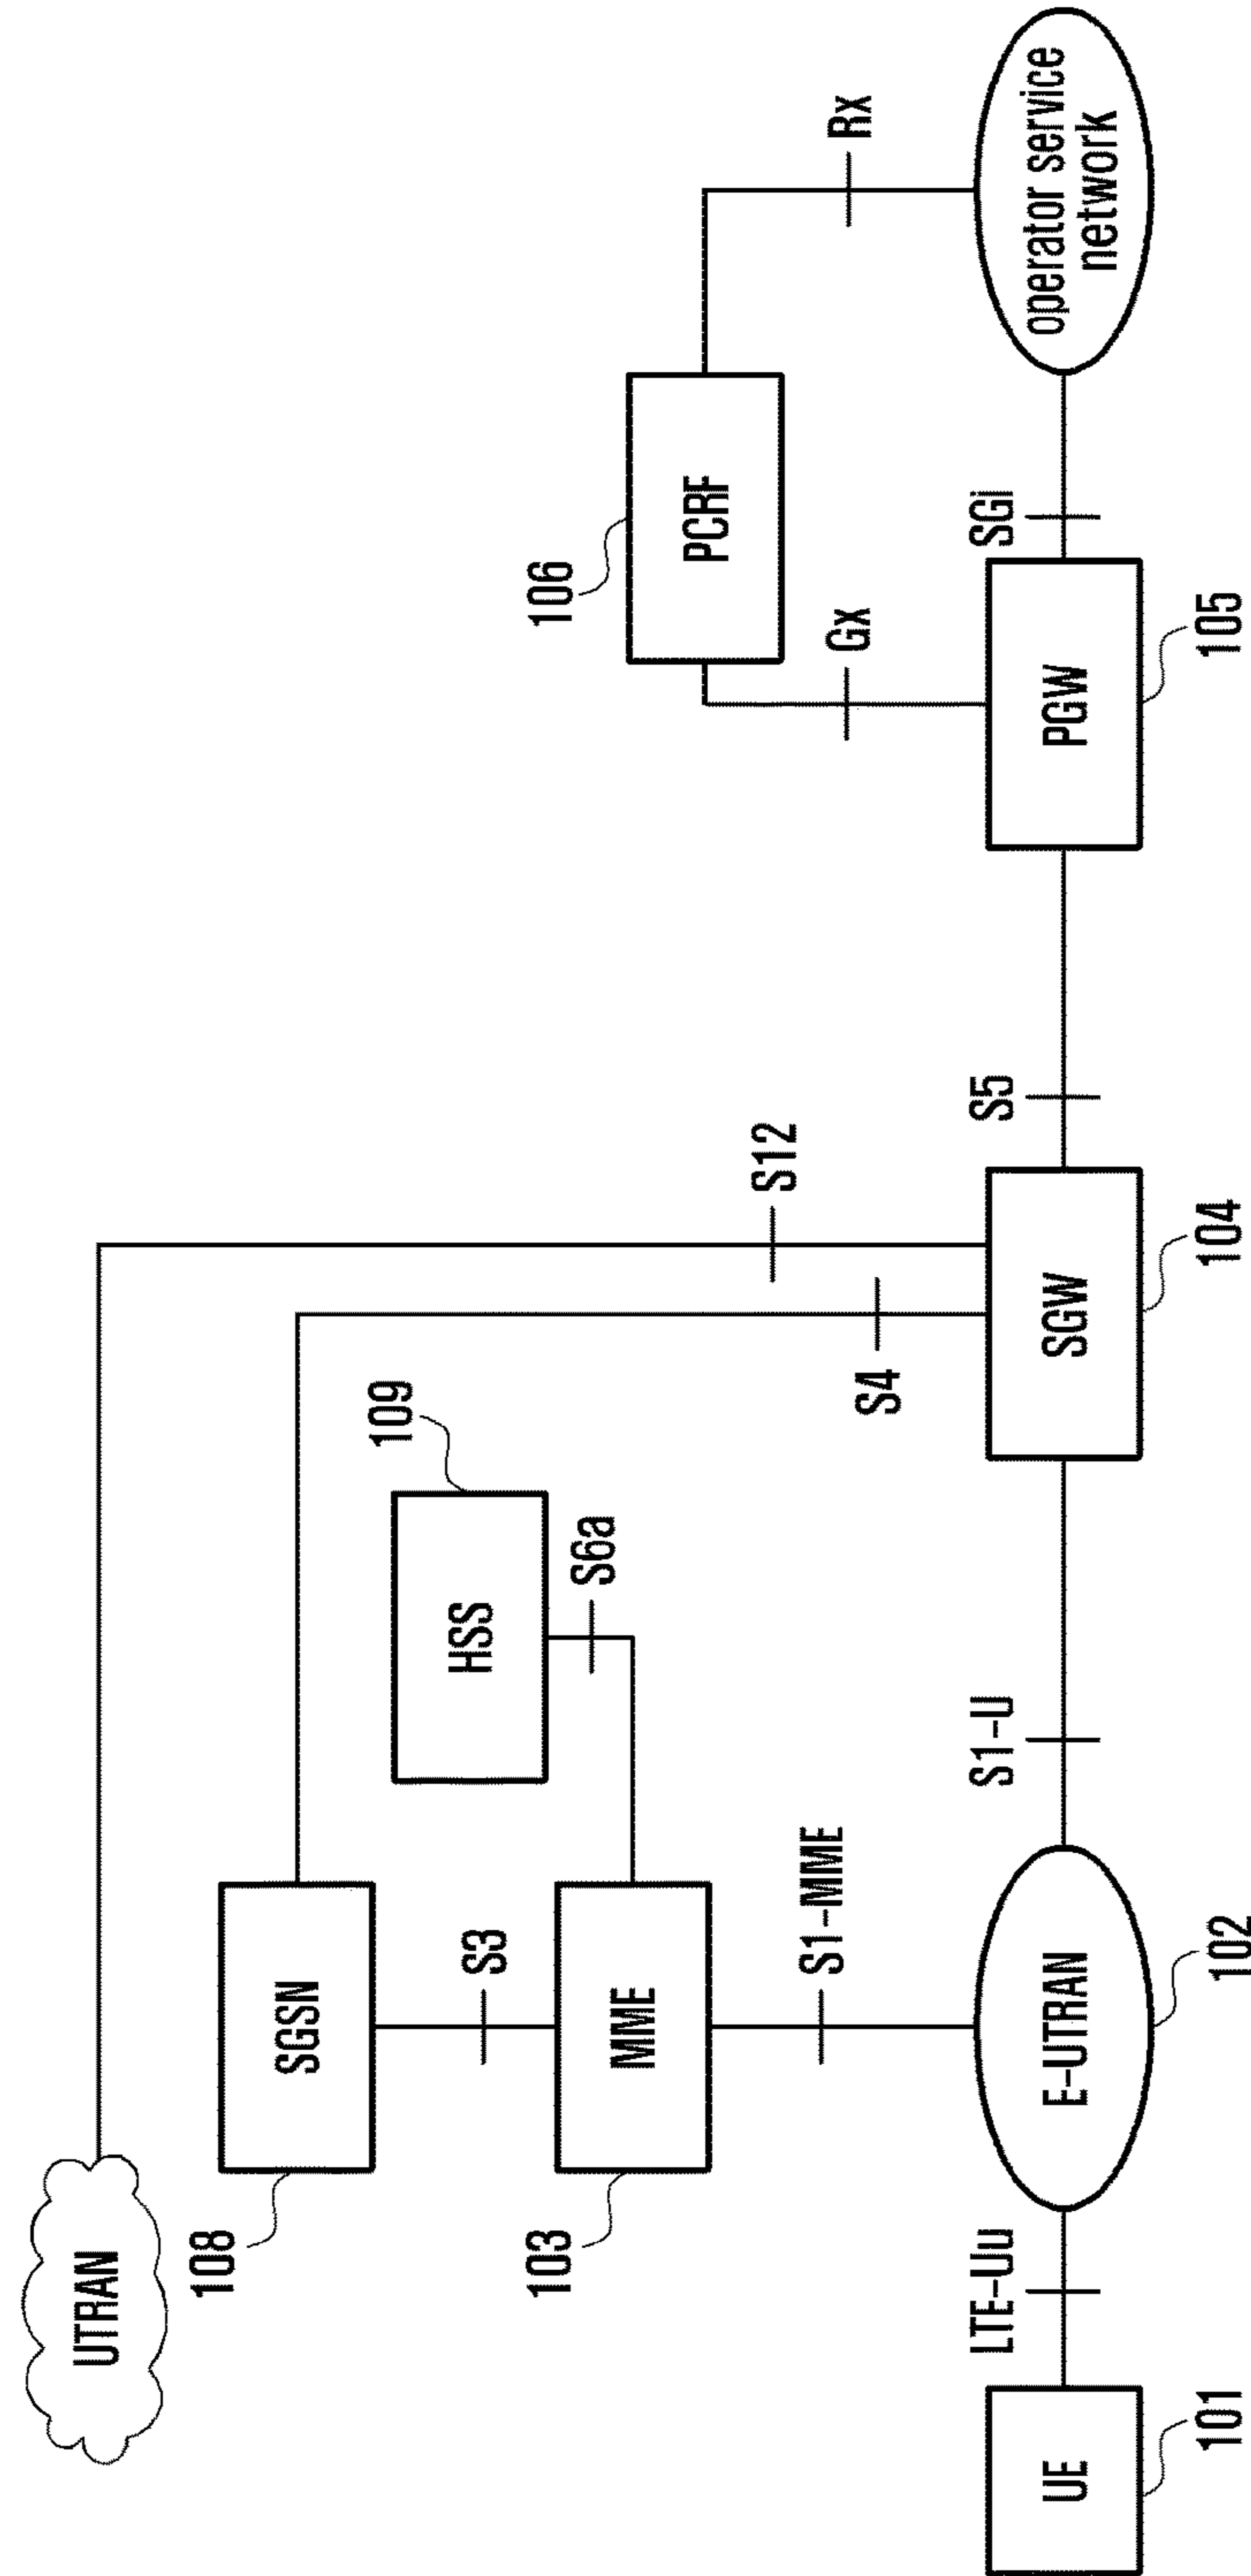 UTRAN
SGSN
108
S3
HSS
109
S6a
MME
103
S1-MME
S12
S4
PCRF
106
Gx
Rx
UE
101
LTE-Uu
E-UTRAN
102
S1-U
SGW
104
S5
PGW
105
SGi
operator service
network